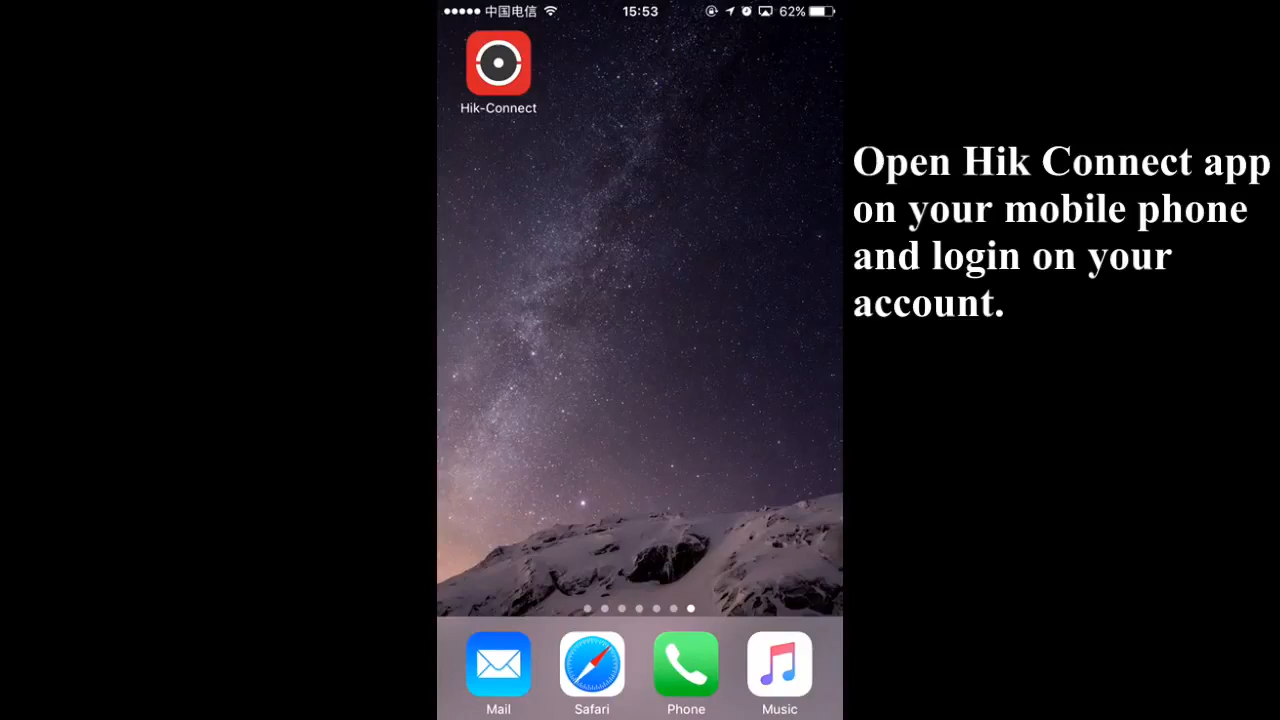 中国电信 15:53 62%
Hik-Connect
Open Hik Connect app
on your mobile phone
and login on your
account.
Mail Safari Phone Music